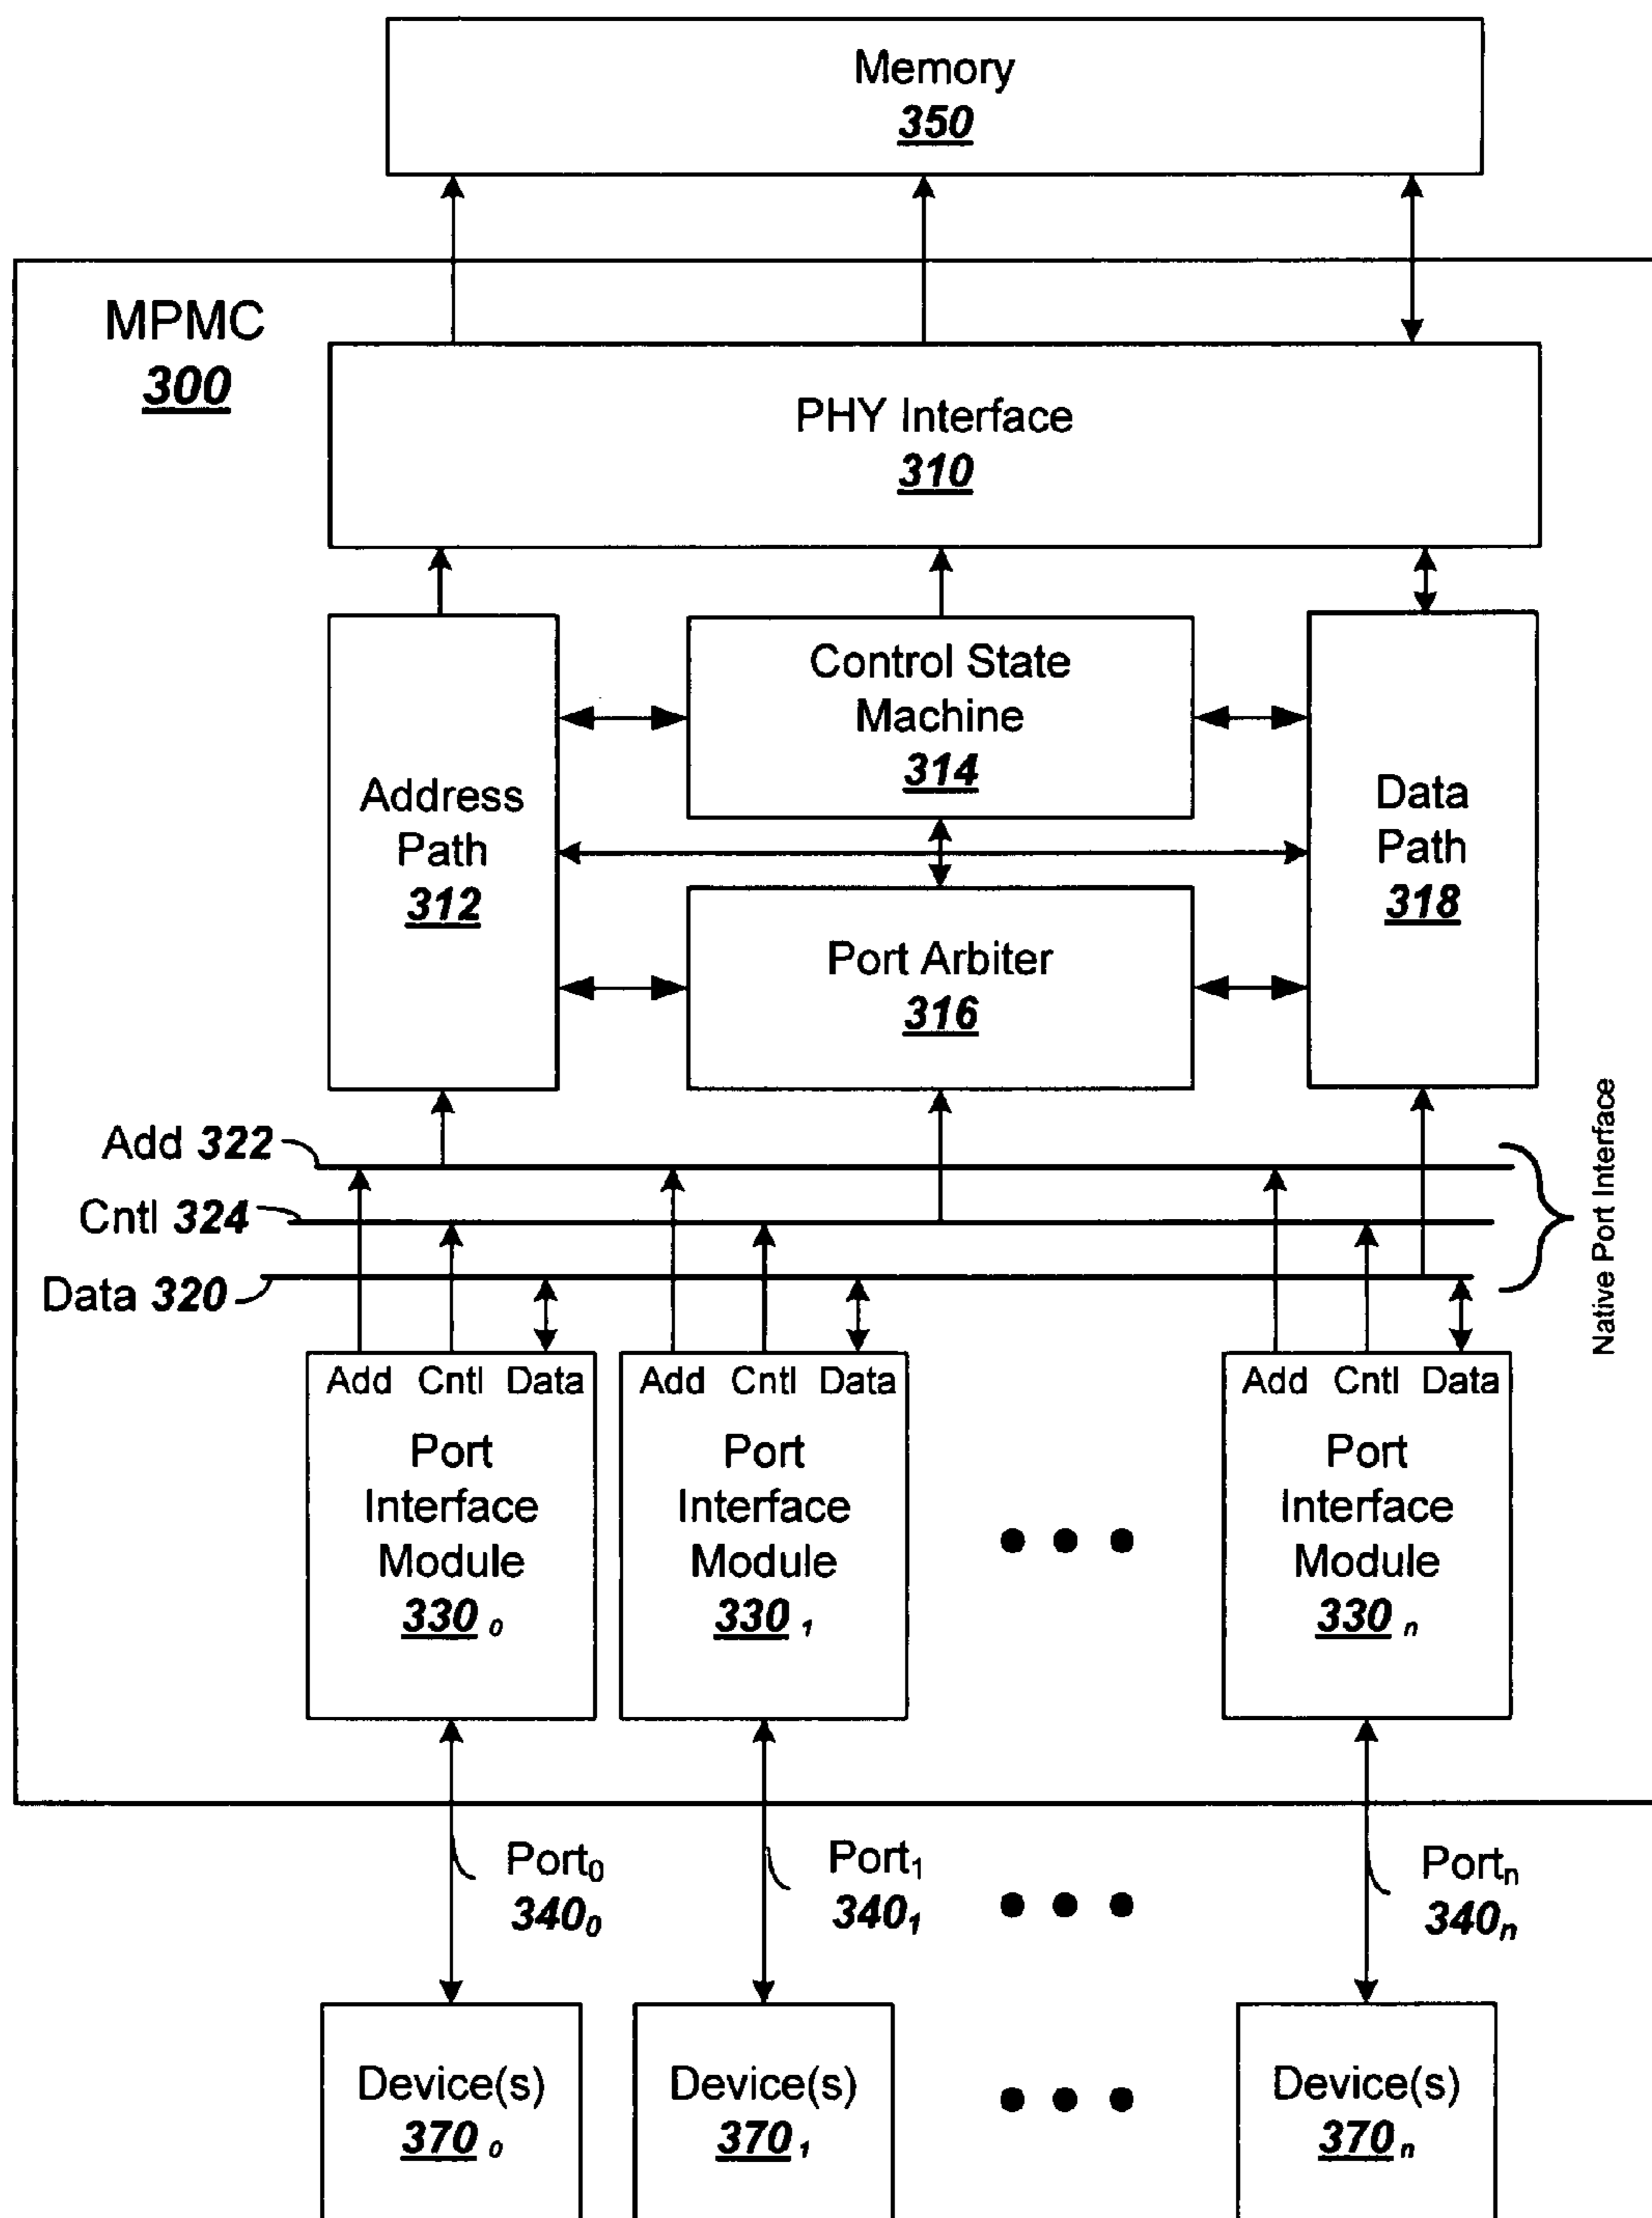 Memory
350
MPMC
300
PHY Interface
310
Control State
Machine
314
Address
Path
312
Data
Path
318
Port Arbiter
316
Add 322
Cntl 324
Data 320
Native Port Interface
Add Cntl Data
Port
Interface
Module
330 0
Add Cntl Data
Port
Interface
Module
330 1
Add Cntl Data
Port
Interface
Module
330 n
Port0
3400
Port1
3401
Portn
340n
Device(s)
370 0
Device(s)
370 1
Device(s)
370 n